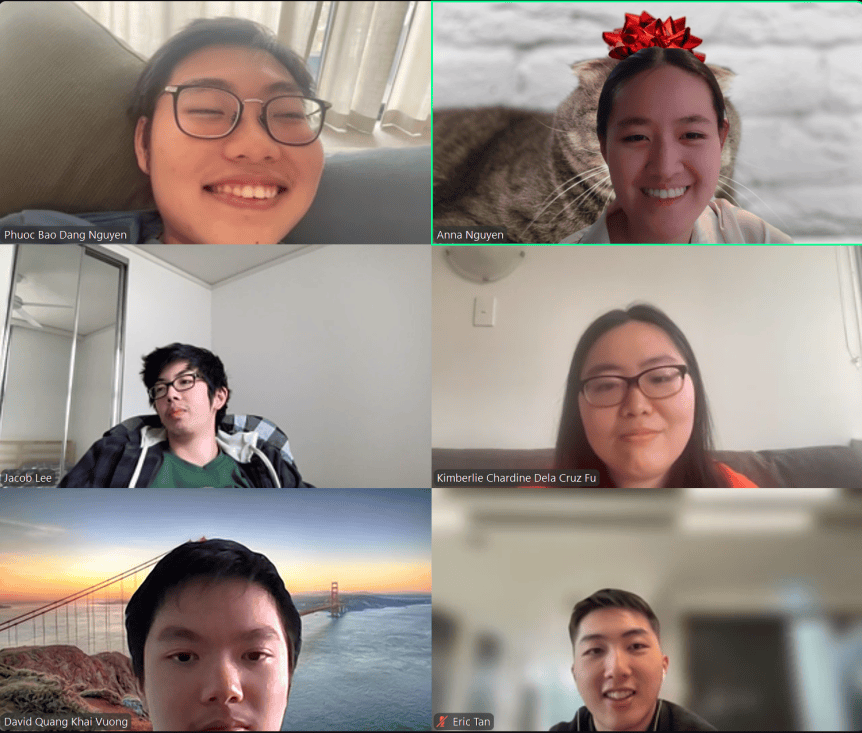 Phuoc Bao Dang Nguyen
Anna Nguyen
Jacob Lee
Kimberlie Chardine Dela Cruz Fu
David Quang Khai Vuong
Eric Tan